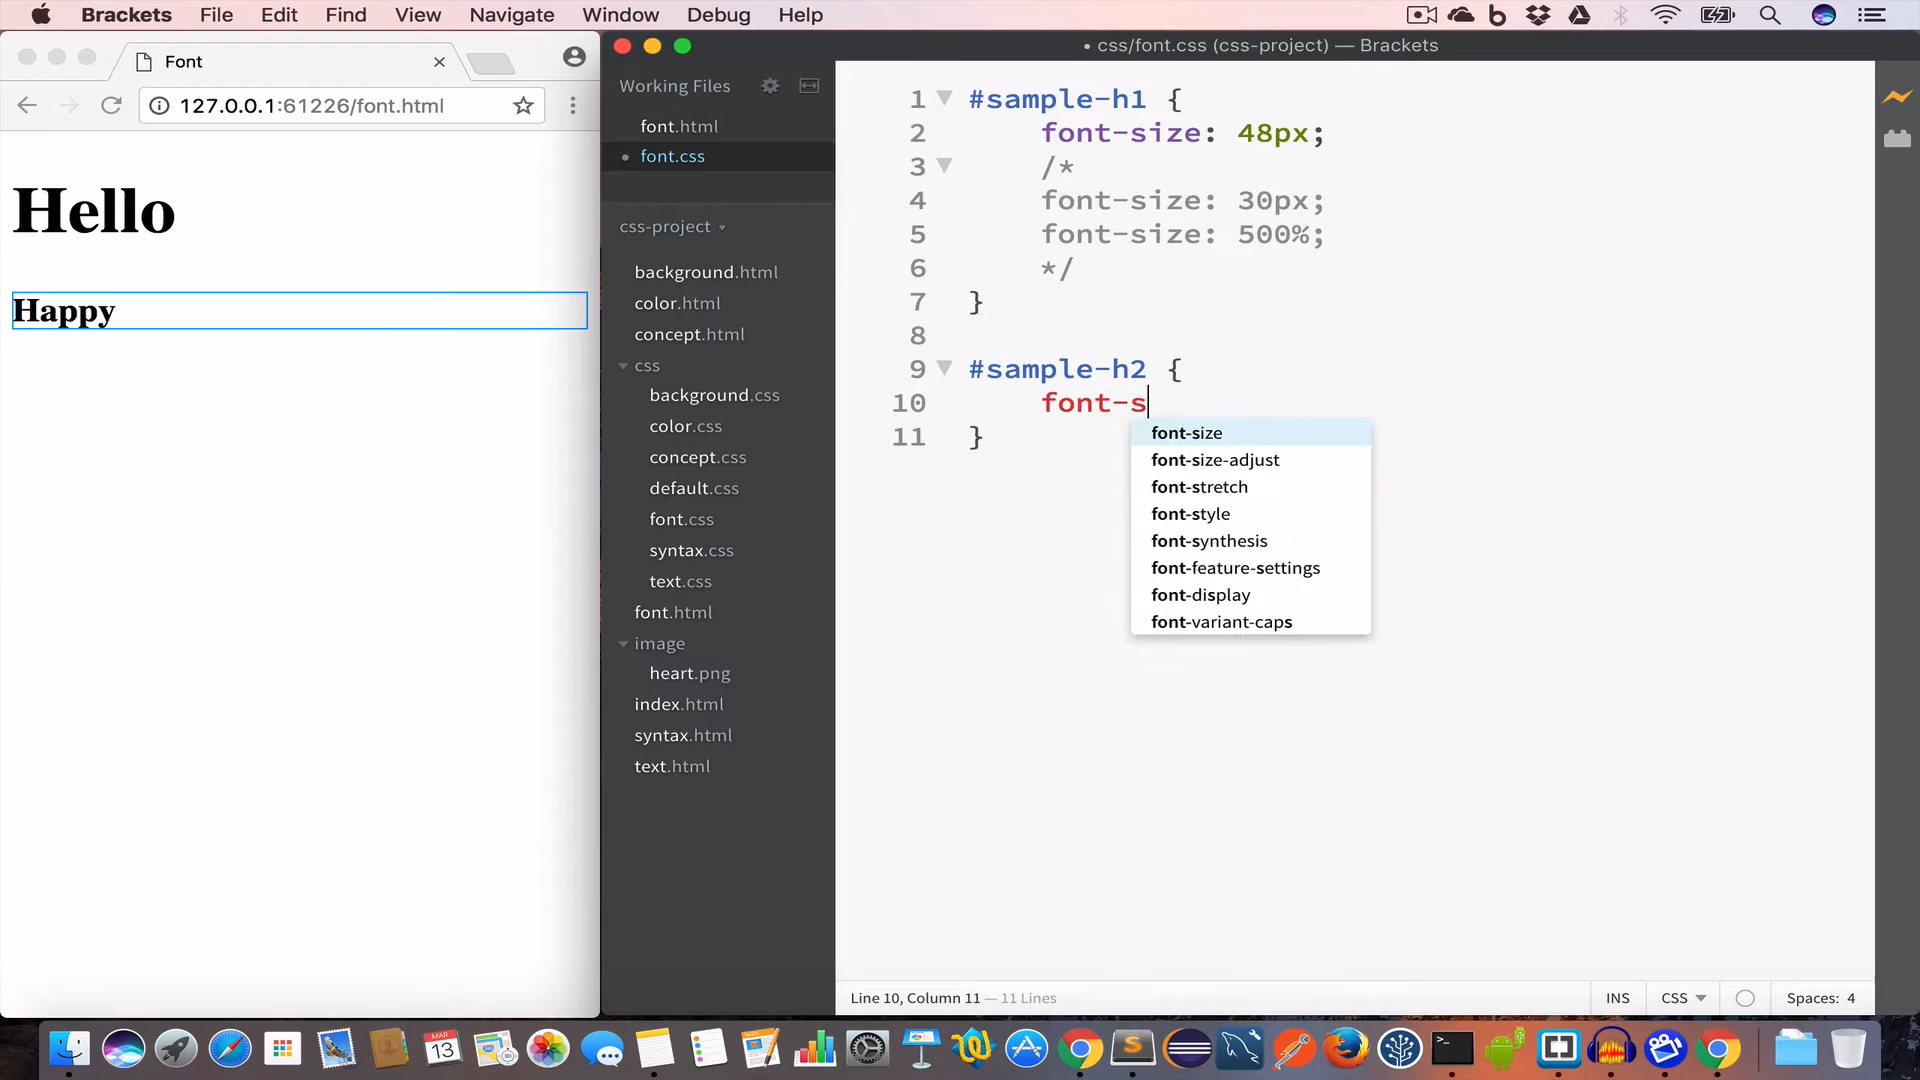 Brackets File Edit Find View Navigate Window Debug Help
Font
127.0.0.1:61226/font.html
Hello
Happy
• css/font.css (css-project) — Brackets
Working Files
font.html
font.css
css-project
background.html
color.html
concept.html
css
background.css
color.css
concept.css
default.css
font.css
syntax.css
text.css
font.html
image
heart.png
index.html
syntax.html
text.html
1 #sample-h1 {
2 font-size: 48px;
3 /*
4 font-size: 30px;
5 font-size: 500%;
6 */
7 }
8
9 #sample-h2 {
10 font-s
11 }
font-size
font-size-adjust
font-stretch
font-style
font-synthesis
font-feature-settings
font-display
font-variant-caps
Line 10, Column 11 — 11 Lines
INS CSS Spaces: 4
MAR
13